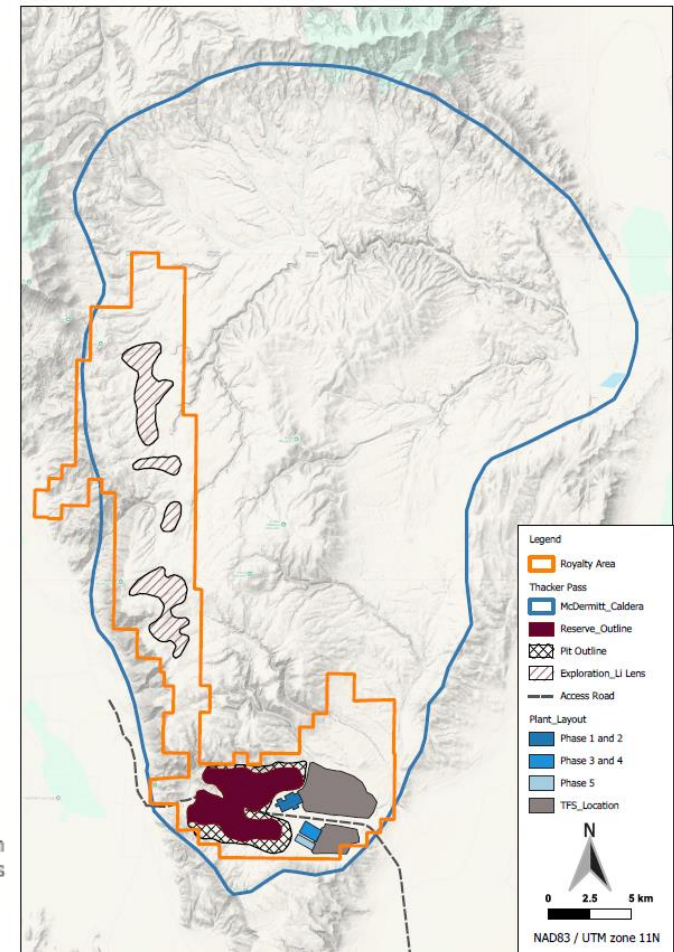 Legend
Royalty Area
Thacker Pass
McDermitt_Caldera
Reserve_Outline
Pit Outline
Exploration_Li Lens
Access Road
Plant_Layout
Phase 1 and 2
Phase 3 and 4
Phase 5
TFS_Location
N
0 2.5 5 km
NAD83 / UTM zone 11N